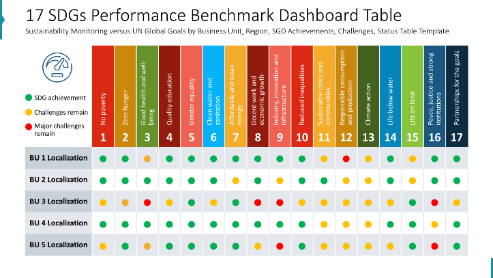 17 SDGs Performance Benchmark Dashboard Table
Sustainability Monitoring versus UN Global Goals by Business Unit, Region, SGD Achievements, Challenges, Status Table Template
SDG achievement
Challenges remain
Major challenges
remain
No poverty
Zero hunger
Good health and well-
being
Quality education
Gender equality
Clean water and
sanitation
Affordable and clean
energy
Decent work and
economic growth
Industry, innovation and
infrastructure
Reduced inequalities
Sustainable cities and
communities
Responsible consumption
and production
Climate action
Life below water
Life on land
Peace, justice and strong
institutions
Partnerships for the goals
1 2 3 4 5 6 7 8 9 10 11 12 13 14 15 16 17
BU 1 Localization
BU 2 Localization
BU 3 Localization
BU 4 Localization
BU 5 Localization